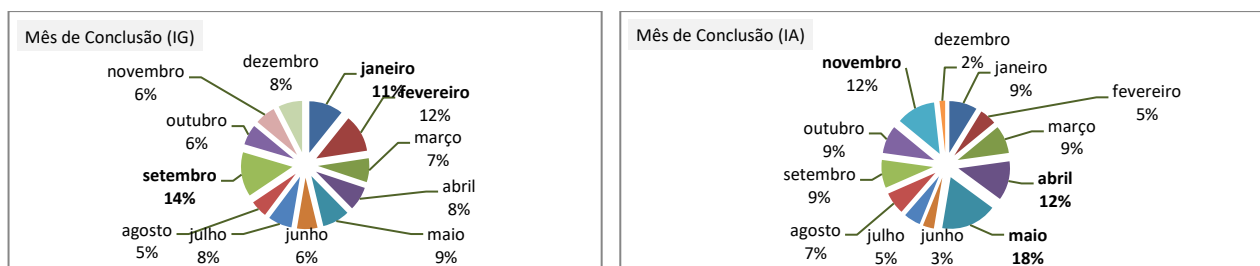 Mês de Conclusão (IG)
janeiro
11%
fevereiro
12%
março
7%
abril
8%
maio
9%
junho
6%
julho
8%
agosto
5%
setembro
14%
outubro
6%
novembro
6%
dezembro
8%
Mês de Conclusão (IA)
janeiro
9%
fevereiro
5%
março
9%
abril
12%
maio
18%
junho
3%
julho
5%
agosto
7%
setembro
9%
outubro
9%
novembro
12%
dezembro
2%